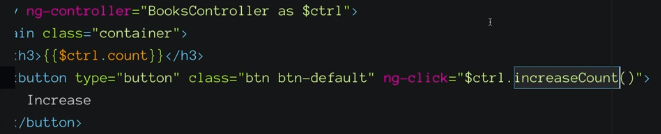 ng-controller="BooksController as $ctrl">
ain class="container">
h3>{{$ctrl.count}}</h3>
button type="button" class="btn btn-default" ng-click="$ctrl.increaseCount()">
Increase
/button>